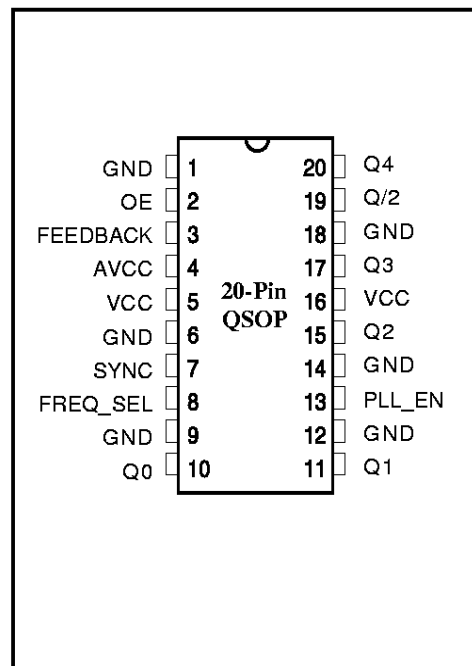 GND 1 20 Q4
OE 2 19 Q/2
FEEDBACK 3 18 GND
AVCC 4 17 Q3
VCC 5 20-Pin 16 VCC
GND 6 QSOP 15 Q2
SYNC 7 14 GND
FREQ_SEL 8 13 PLL_EN
GND 9 12 GND
Q0 10 11 Q1